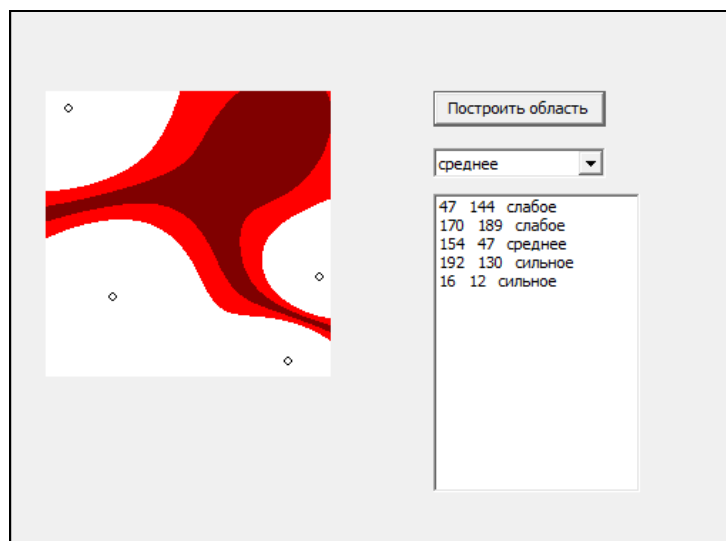 Построить область
среднее
47 144 слабое
170 189 слабое
154 47 среднее
192 130 сильное
16 12 сильное